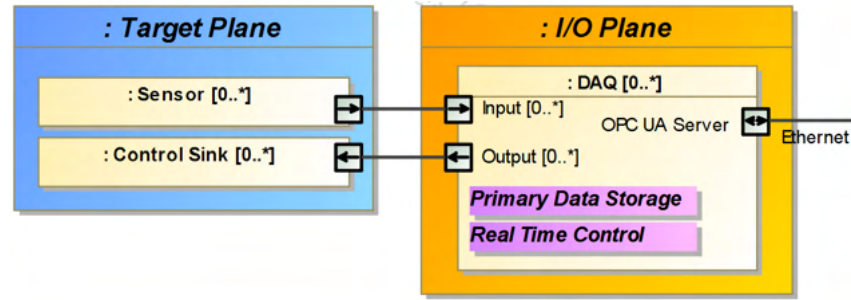 : Target Plane
: Sensor [0..*]
: Control Sink [0..*]
: I/O Plane
: DAQ [0..*]
Input [0..*]
OPC UA Server
Ethernet
Output [0..*]
Primary Data Storage
Real Time Control